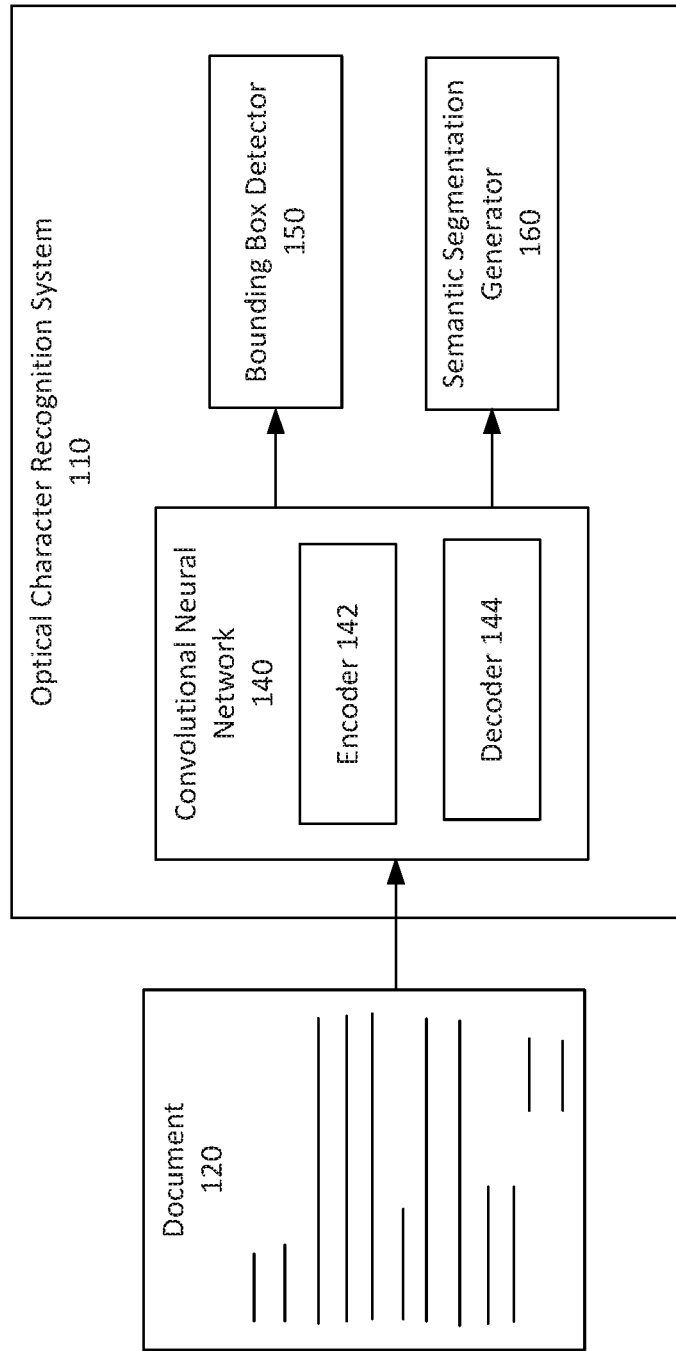 Optical Character Recognition System
110
Document
120
Convolutional Neural
Network
140
Encoder 142
Decoder 144
Bounding Box Detector
150
Semantic Segmentation
Generator
160